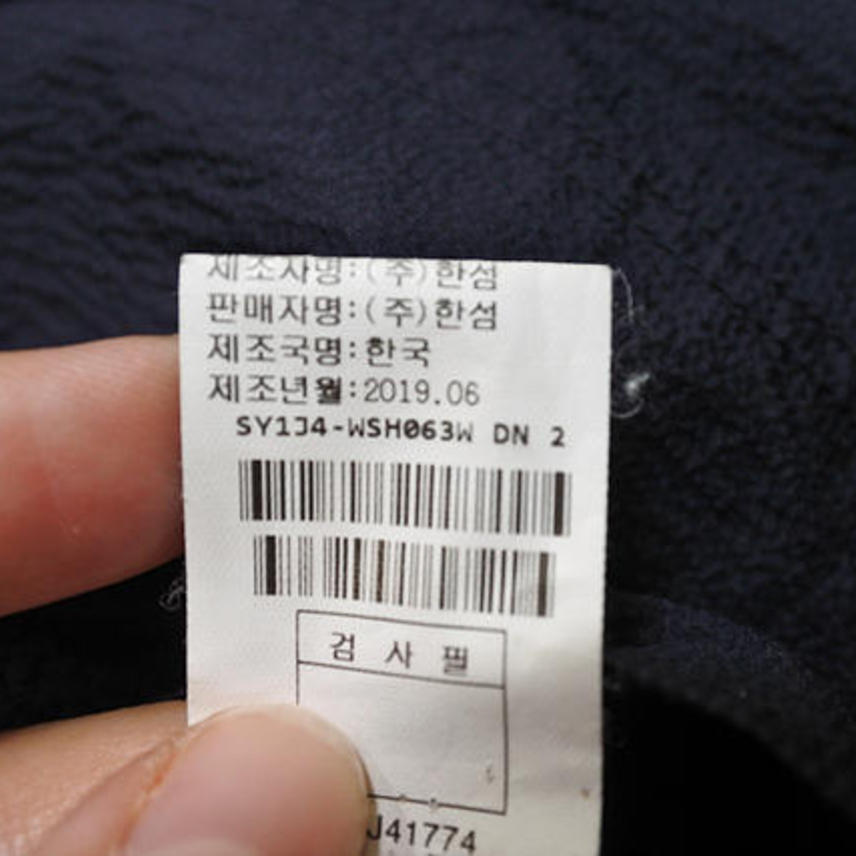 제조자명:(주)한섬
판매자명:(주)한섬
제조국명:한국
제조년월:2019.06
SY1J4-WSH063W DN 2
검 사 필
J41774